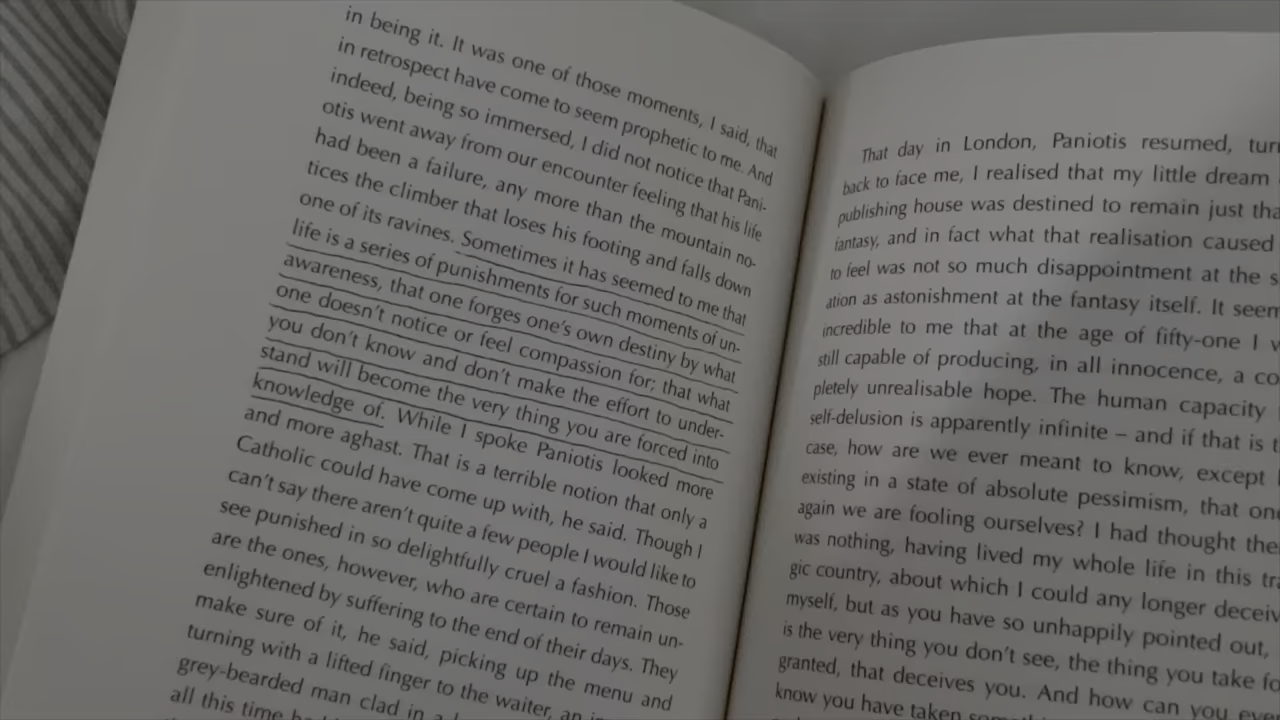 in being it. It was one of those moments, I said, that
in retrospect have come to seem prophetic to me. And
indeed, being so immersed, I did not notice that Pani-
otis went away from our encounter feeling that his life
had been a failure, any more than the mountain no-
tices the climber that loses his footing and falls down
one of its ravines. Sometimes it has seemed to me that
life is a series of punishments for such moments of un-
awareness, that one forges one's own destiny by what
one doesn't notice or feel compassion for; that what
you don't know and don't make the effort to under-
stand will become the very thing you are forced into
knowledge of. While I spoke Paniotis looked more
and more aghast. That is a terrible notion that only a
Catholic could have come up with, he said. Though I
can't say there aren't quite a few people I would like to
see punished in so delightfully cruel a fashion. Those
are the ones, however, who are certain to remain un-
enlightened by suffering to the end of their days. They
make sure of it, he said, picking up the menu and
turning with a lifted finger to the waiter, an
grey-bearded man clad in a
all this time
That day in London, Paniotis resumed,
back to face me, I realised that my little dream
publishing house was destined to remain just
fantasy, and in fact what that realisation caused
to feel was not so much disappointment at the
ation as astonishment at the fantasy itself. It
incredible to me that at the age of fifty-one I
still capable of producing, in all innocence, a
pletely unrealisable hope. The human capacity
self-delusion is apparently infinite – and if that is
case, how are we ever meant to know, except
existing in a state of absolute pessimism, that
again we are fooling ourselves? I had thought
was nothing, having lived my whole life in this
gic country, about which I could any longer
myself, but as you have so unhappily pointed out,
is the very thing you don't see, the thing you take
granted, that deceives you. And how can you
know you have taken